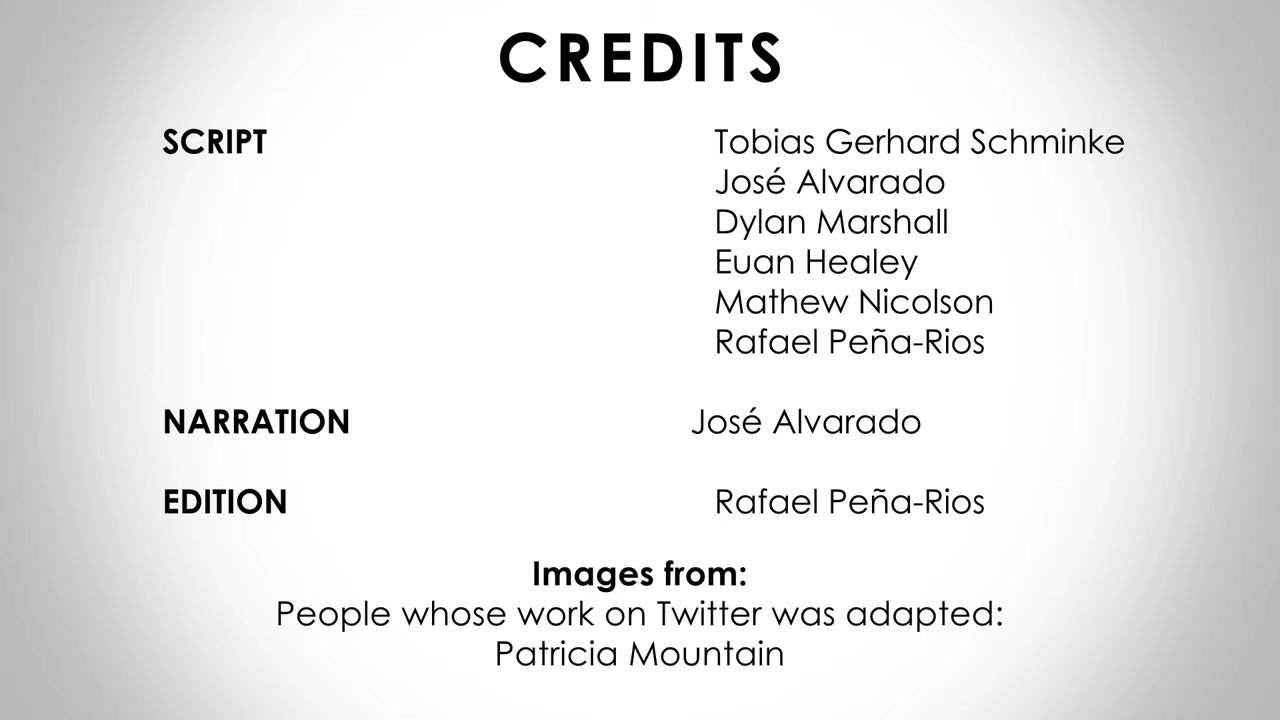 CREDITS
SCRIPT Tobias Gerhard Schminke
José Alvarado
Dylan Marshall
Euan Healey
Mathew Nicolson
Rafael Peña-Rios
NARRATION José Alvarado
EDITION Rafael Peña-Rios
Images from:
People whose work on Twitter was adapted:
Patricia Mountain